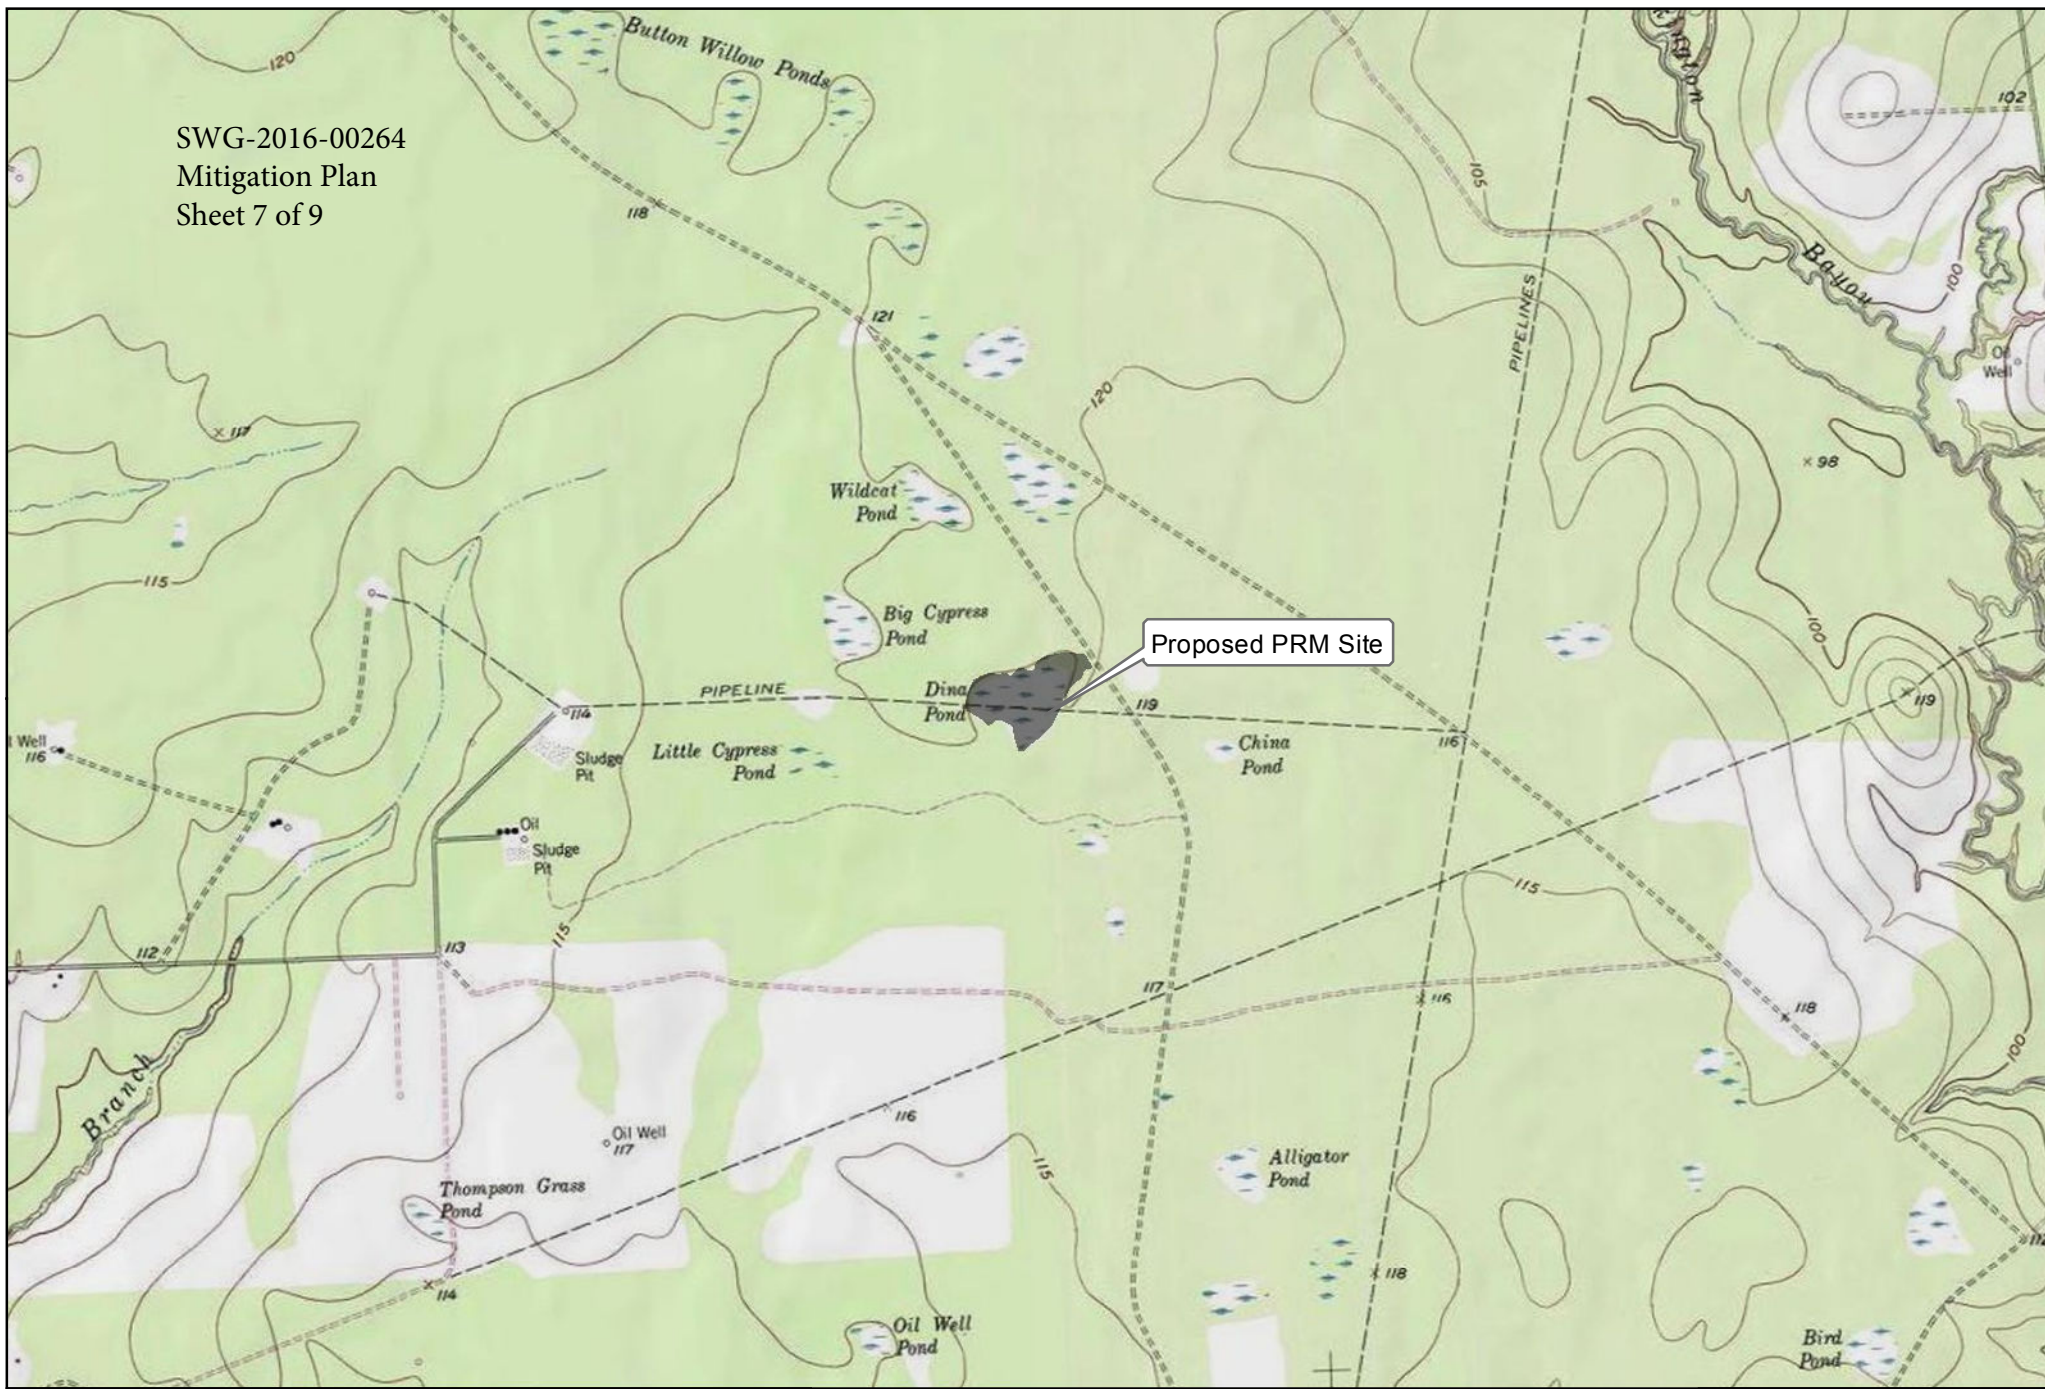 Button Willow Ponds
120
SWG-2016-00264
Mitigation Plan
Sheet 7 of 9
102
105
118
Bayou
100
PIPELINES
121
Oil
Well
120
117
98
Wildcat
Pond
115
Big Cypress
Pond
100
Proposed PRM Site
Dina
Pond
PIPELINE
119
119
114
116
China
Pond
Well
116
Sludge
Pit
Little Cypress
Pond
Oil
Sludge
Pit
115
115
112
113
117
116
118
100
Branch
116
Oil Well
117
115
Alligator
Pond
Thompson Grass
Pond
118
114
Oil Well
Pond
Bird
Pond